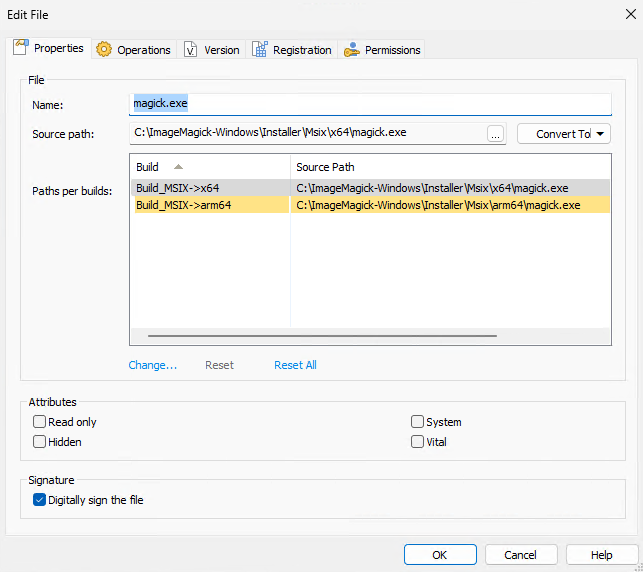 Edit File
Properties Operations Version Registration Permissions
File
Name: magick.exe
Source path: C:\ImageMagick-Windows\Installer\Msix\x64\magick.exe ... Convert To
Build Source Path
Paths per builds: Build_MSIX->x64 C:\ImageMagick-Windows\Installer\Msix\x64\magick.exe
Build_MSIX->arm64 C:\ImageMagick-Windows\Installer\Msix\arm64\magick.exe
Change... Reset Reset All
Attributes
Read only System
Hidden Vital
Signature
Digitally sign the file
OK Cancel Help